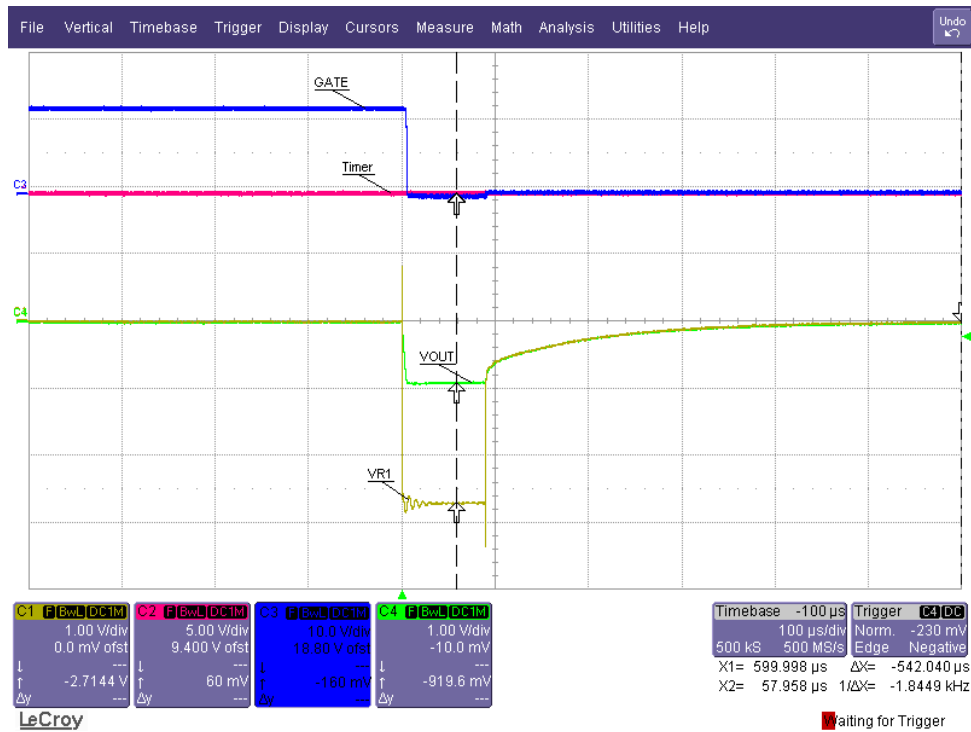 File Vertical Timebase Trigger Display Cursors Measure Math Analysis Utilities Help Undo
GATE
Timer
C3
C4
VOUT
VR1
C1 F BwL DC1M
1.00 V/div
0.0 mV ofst
↓ ---
↑ -2.7144 V
Δy ---
C2 F BwL DC1M
5.00 V/div
9.400 V ofst
↓ ---
↑ 60 mV
Δy ---
C3 F BwL DC1M
10.0 V/div
18.80 V ofst
↓ ---
↑ -160 mV
Δy ---
C4 F BwL DC1M
1.00 V/div
-10.0 mV
↓ ---
↑ -919.6 mV
Δy ---
Timebase -100 µs
100 µs/div
500 kS 500 MS/s
Trigger C4 DC
Norm. -230 mV
Edge Negative
X1= 599.998 µs ΔX= -542.040 µs
X2= 57.958 µs 1/ΔX= -1.8449 kHz
LeCroy
Waiting for Trigger